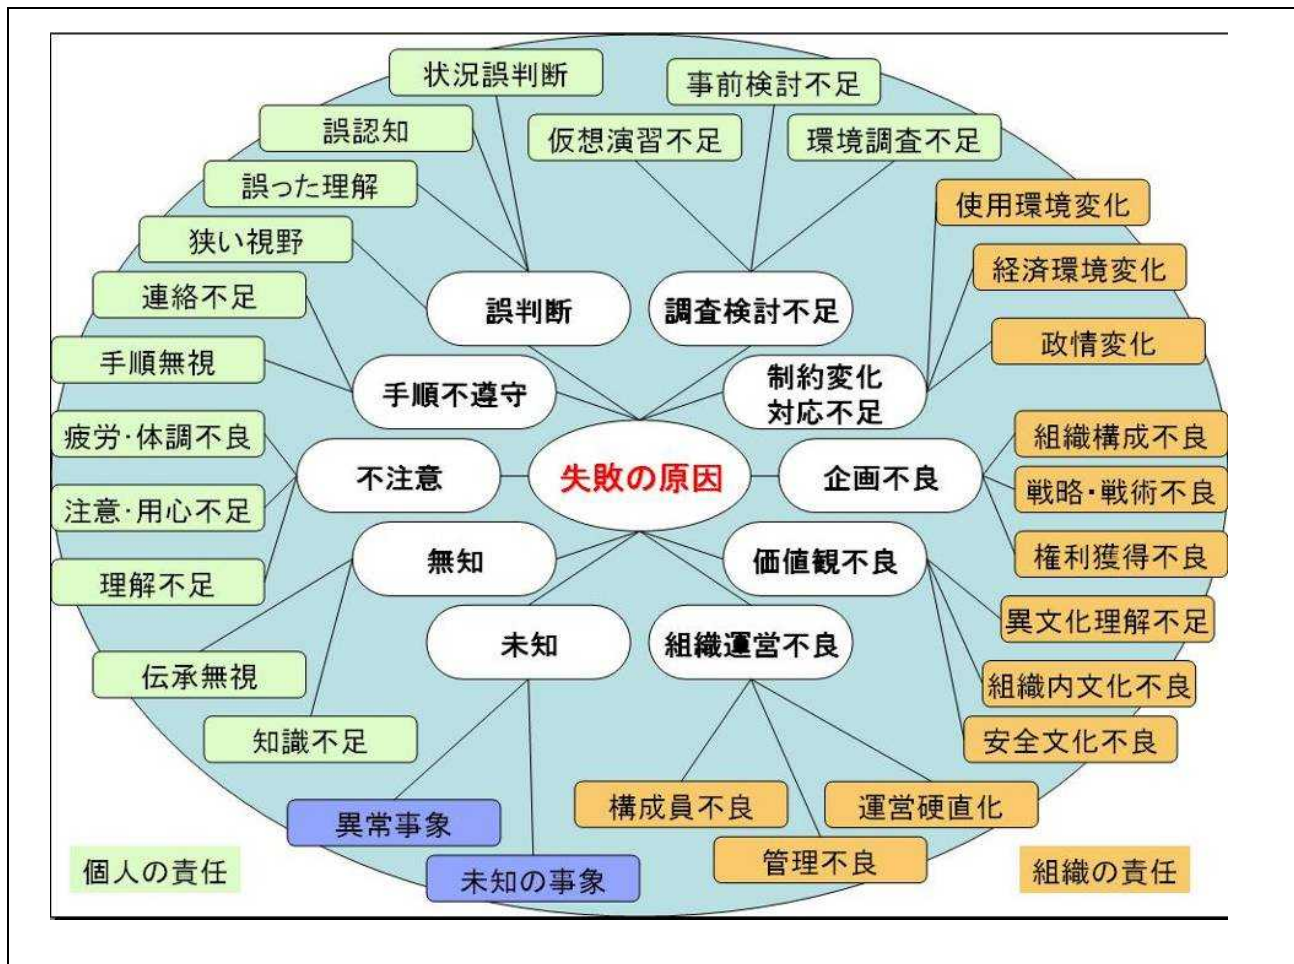 状況誤判断
事前検討不足
誤認知
仮想演習不足
環境調査不足
誤った理解
使用環境変化
狭い視野
経済環境変化
連絡不足
誤判断
調査検討不足
政情変化
手順無視
手順不遵守
制約変化
対応不足
疲労・体調不良
組織構成不良
不注意
失敗の原因
企画不良
戦略・戦術不良
注意・用心不足
権利獲得不良
無知
価値観不良
理解不足
異文化理解不足
未知
組織運営不良
伝承無視
組織内文化不良
知識不足
安全文化不良
異常事象
構成員不良
運営硬直化
未知の事象
管理不良
個人の責任
組織の責任